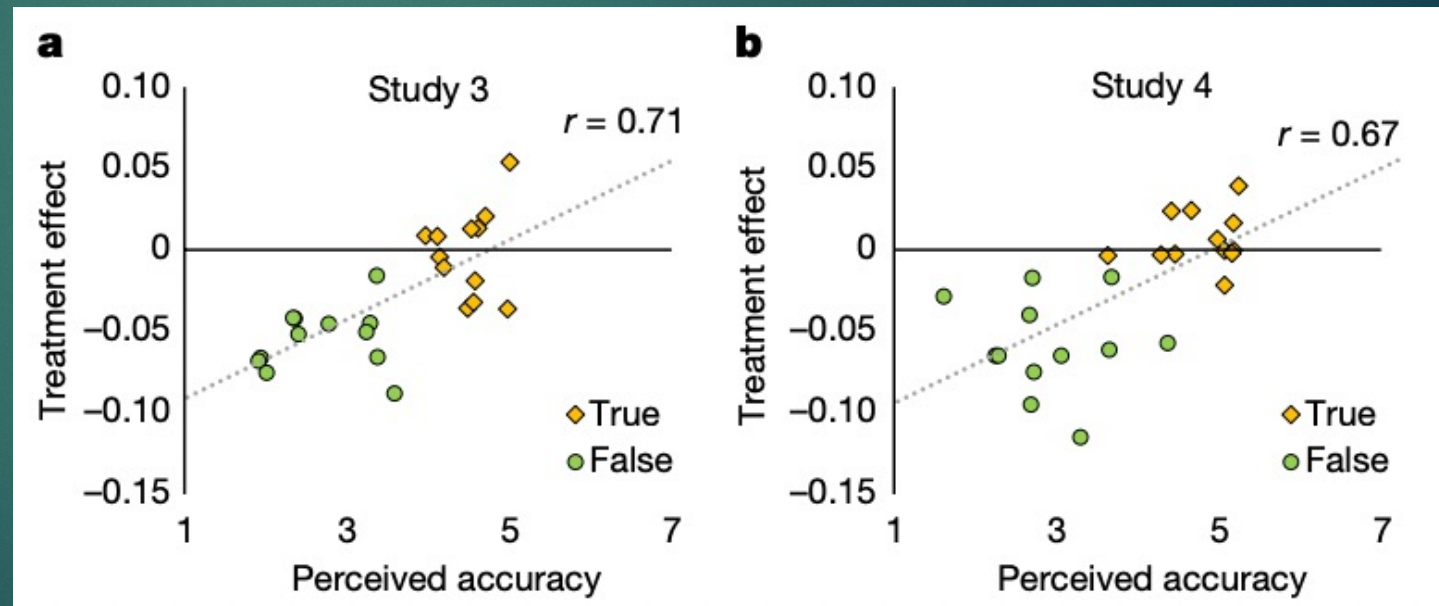 a
Study 3
r = 0.71
0.10
0.05
0
−0.05
−0.10
−0.15
Treatment effect
True
False
1 3 5 7
Perceived accuracy
b
Study 4
r = 0.67
0.10
0.05
0
−0.05
−0.10
−0.15
Treatment effect
True
False
1 3 5 7
Perceived accuracy